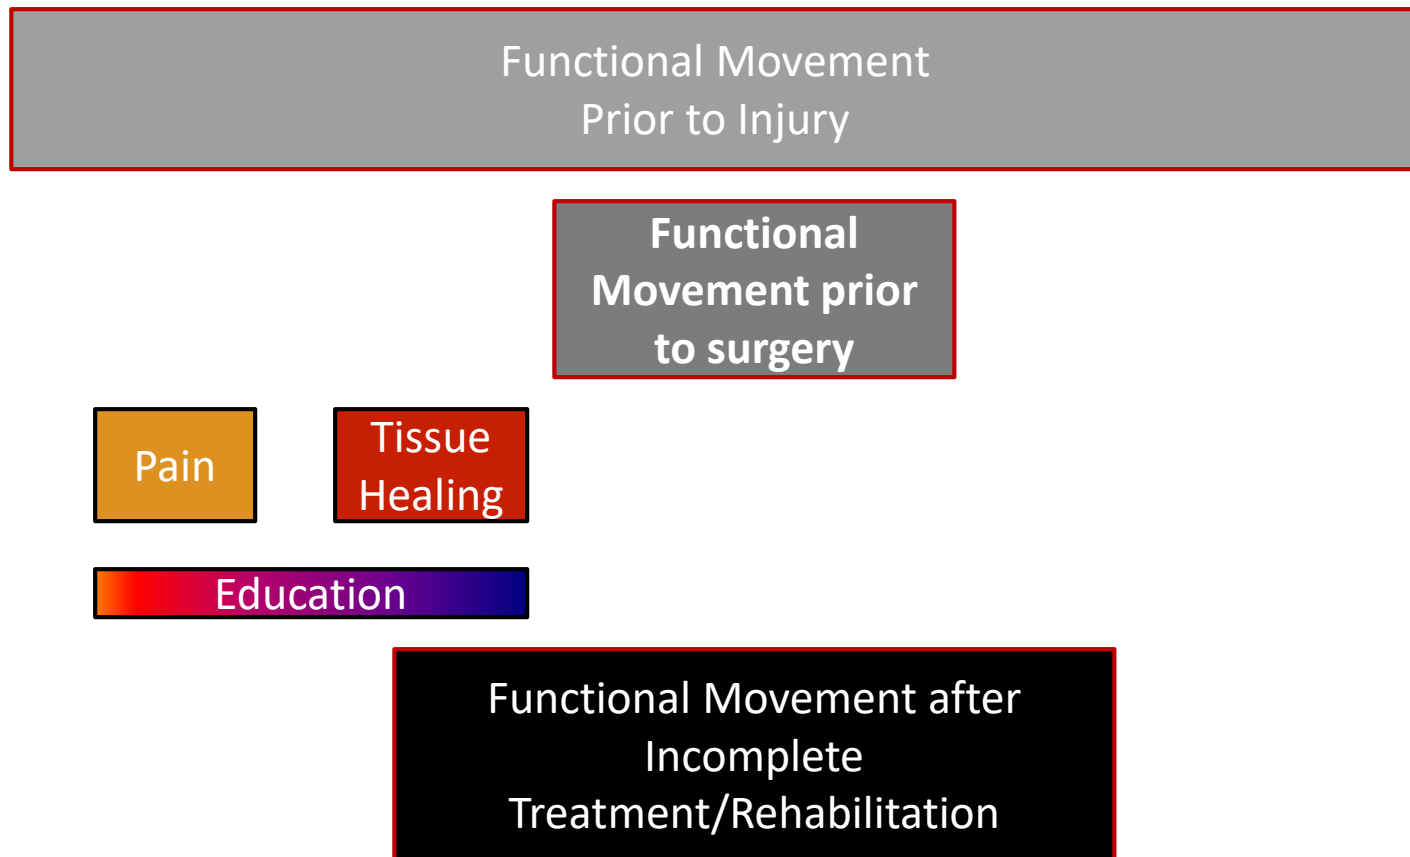 Functional Movement
Prior to Injury
Functional
Movement prior
to surgery
Pain
Tissue
Healing
Education
Functional Movement after
Incomplete
Treatment/Rehabilitation